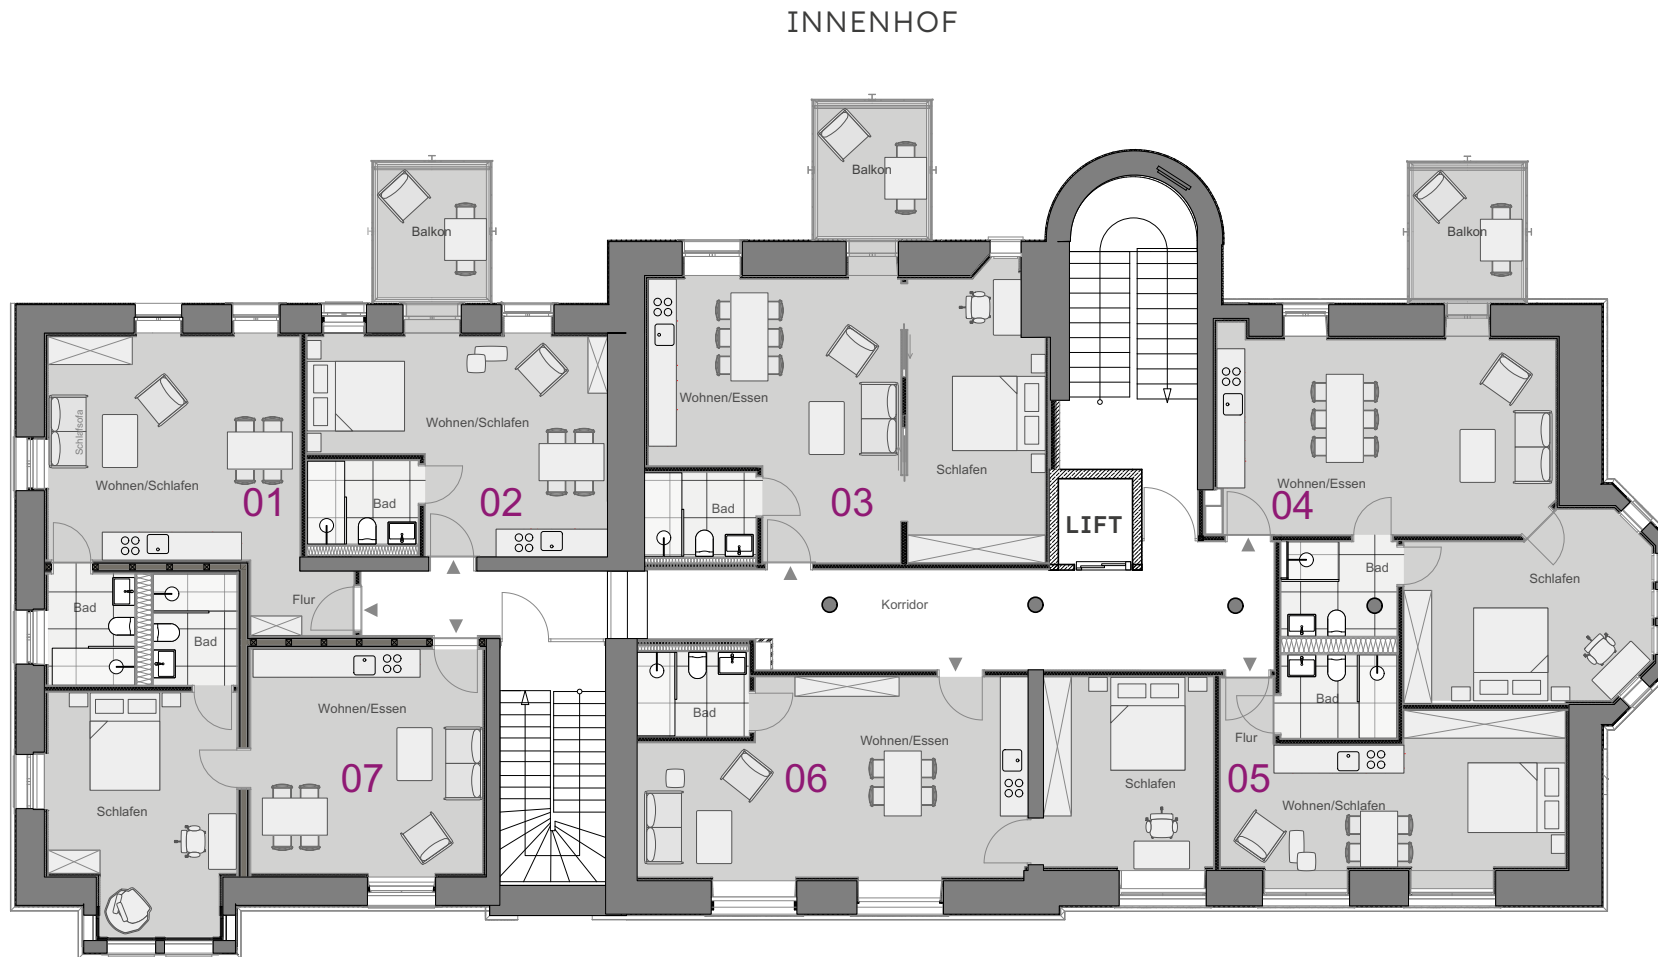 INNENHOF
Balkon
Balkon
Balkon
Wohnen/Schlafen
Schlafsofa
01
Wohnen/Schlafen
Bad
02
Wohnen/Essen
Bad
03
Schlafen
LIFT
Wohnen/Essen
04
Bad
Schlafen
Bad
Bad
Flur
Korridor
Wohnen/Essen
07
Schlafen
Bad
Wohnen/Essen
06
Schlafen
Bad
Flur
05
Wohnen/Schlafen